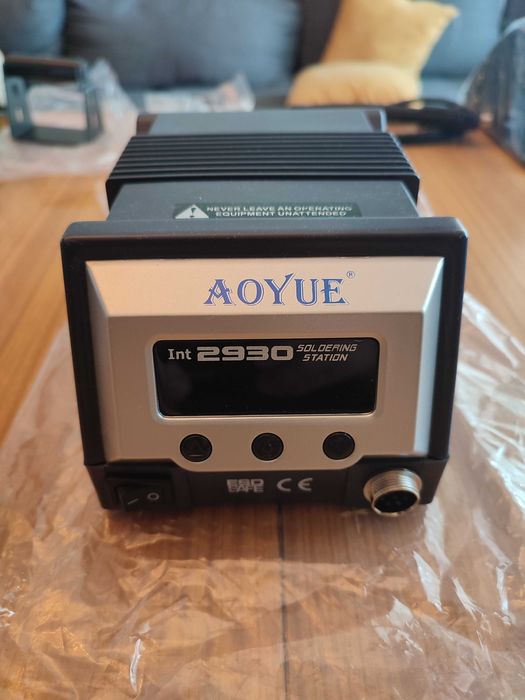 NEVER LEAVE AN OPERATING
EQUIPMENT UNATTENDED
AOYUE®
Int 2930 SOLDERING
STATION
ESD
SAFE CE